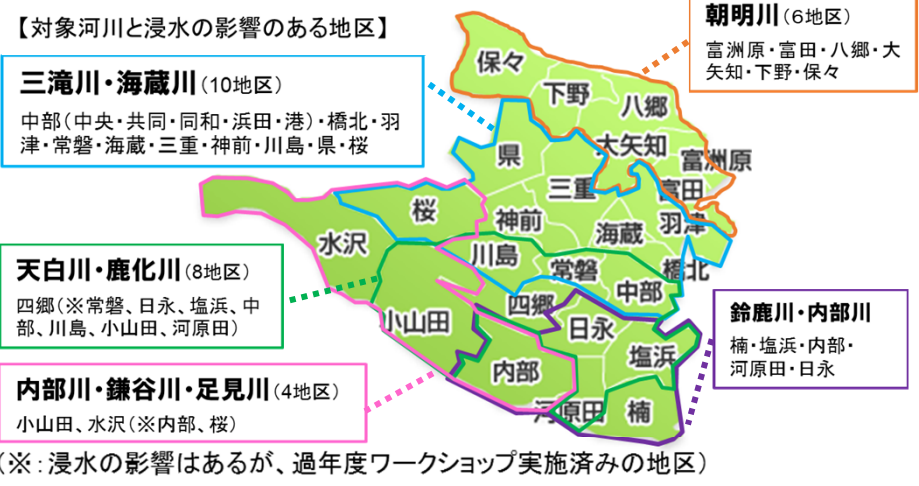 【対象河川と浸水の影響のある地区】
朝明川(6地区)
富洲原・富田・八郷・大
矢知・下野・保々
三滝川・海蔵川(10地区)
中部(中央・共同・同和・浜田・港)・橋北・羽
津・常磐・海蔵・三重・神前・川島・県・桜
天白川・鹿化川(8地区)
四郷(※常磐、日永、塩浜、中
部、川島、小山田、河原田)
内部川・鎌谷川・足見川(4地区)
小山田、水沢(※内部、桜)
鈴鹿川・内部川
楠・塩浜・内部・
河原田・日永
保々
下野
八郷
大矢知
富洲原
県
三重
富田
桜
神前
海蔵
羽津
水沢
川島
常磐
橋北
中部
四郷
小山田
日永
塩浜
内部
河原田
楠
(※:浸水の影響はあるが、過年度ワークショップ実施済みの地区)